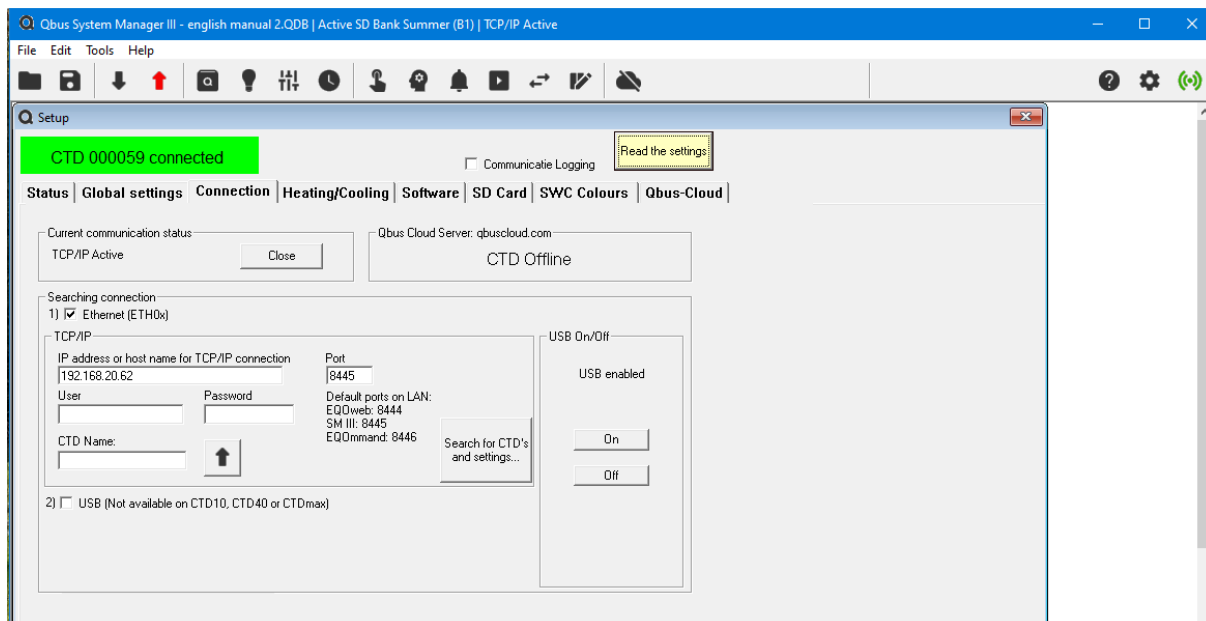 Qbus System Manager III - english manual 2.QDB | Active SD Bank Summer (B1) | TCP/IP Active
File Edit Tools Help
Setup
CTD 000059 connected
Communicatie Logging
Read the settings
Status Global settings Connection Heating/Cooling Software SD Card SWC Colours Qbus-Cloud
Current communication status
TCP/IP Active
Close
Qbus Cloud Server: qbuscloud.com
CTD Offline
Searching connection
1) Ethernet (ETH0x)
TCP/IP
IP address or host name for TCP/IP connection
192.168.20.62
Port
8445
User
Password
Default ports on LAN:
EQOweb: 8444
SM III: 8445
EQOmmand: 8446
CTD Name:
Search for CTD's
and settings...
USB On/Off
USB enabled
On
Off
2) USB (Not available on CTD10, CTD40 or CTDmax)